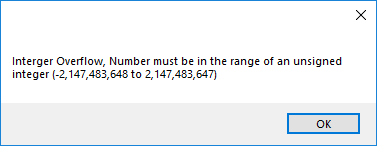 Interger Overflow, Number must be in the range of an unsigned
integer (-2,147,483,648 to 2,147,483,647)
OK